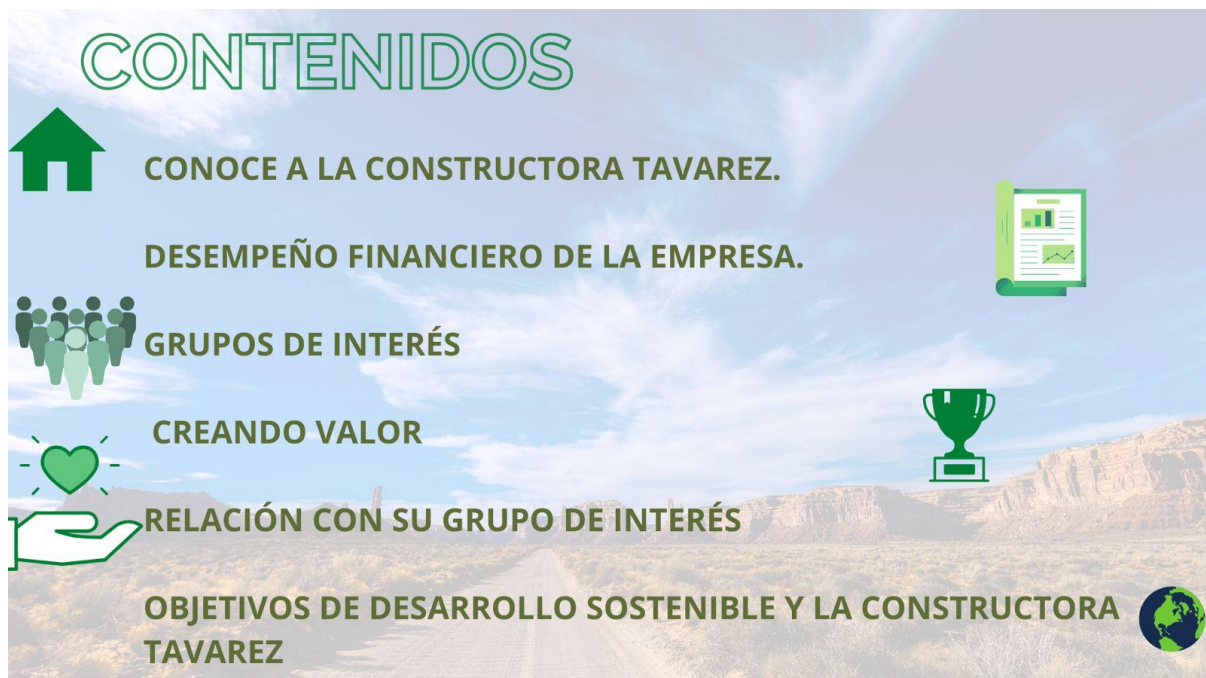 CONTENIDOS
CONOCE A LA CONSTRUCTORA TAVAREZ.
DESEMPEÑO FINANCIERO DE LA EMPRESA.
GRUPOS DE INTERÉS
CREANDO VALOR
RELACIÓN CON SU GRUPO DE INTERÉS
OBJETIVOS DE DESARROLLO SOSTENIBLE Y LA CONSTRUCTORA
TAVAREZ